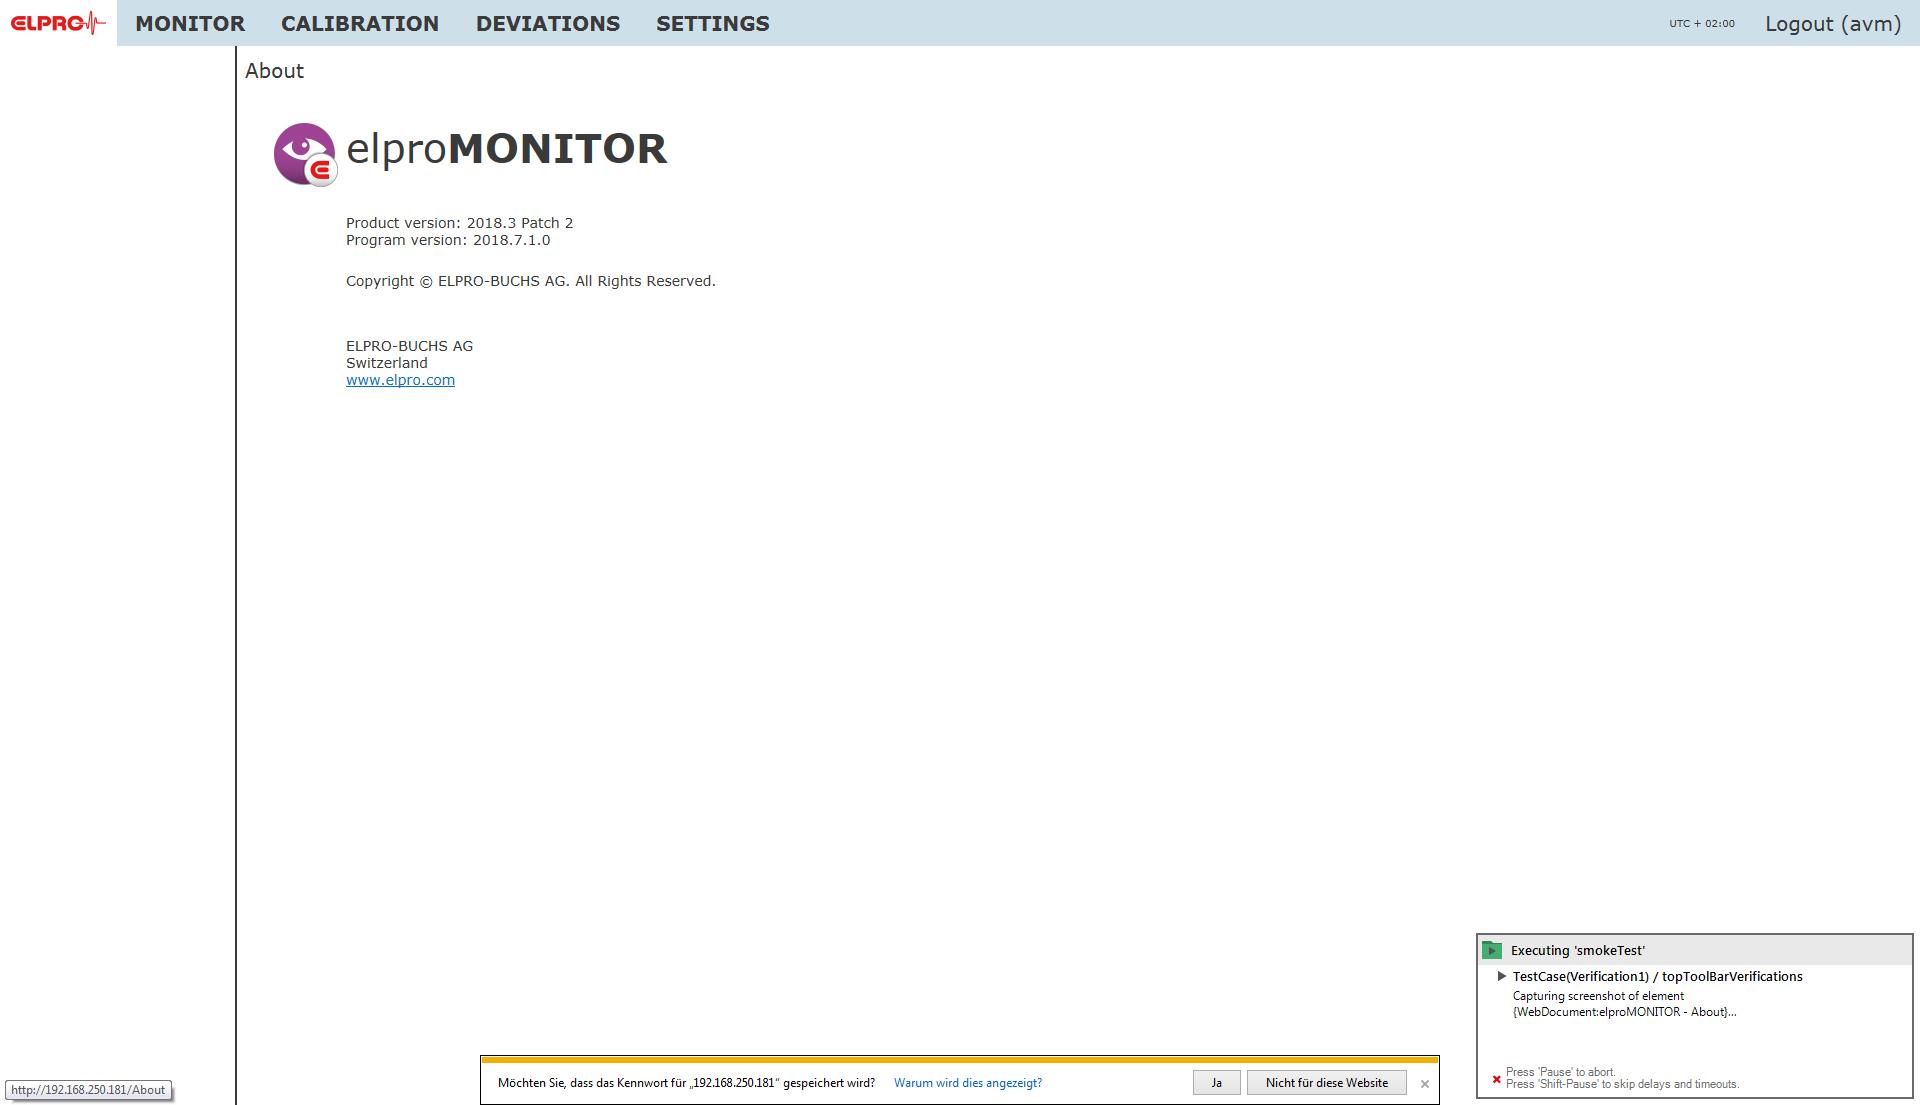 ELPRO
MONITOR CALIBRATION DEVIATIONS SETTINGS UTC + 02:00 Logout (avm)
About
elproMONITOR
Product version: 2018.3 Patch 2
Program version: 2018.7.1.0
Copyright © ELPRO-BUCHS AG. All Rights Reserved.
ELPRO-BUCHS AG
Switzerland
www.elpro.com
Executing 'smokeTest'
TestCase(Verification1) / topToolBarVerifications
Capturing screenshot of element
{WebDocument:elproMONITOR - About}...
Press 'Pause' to abort.
Press 'Shift-Pause' to skip delays and timeouts.
Möchten Sie, dass das Kennwort für „192.168.250.181“ gespeichert wird? Warum wird dies angezeigt? Ja Nicht für diese Website
http://192.168.250.181/About